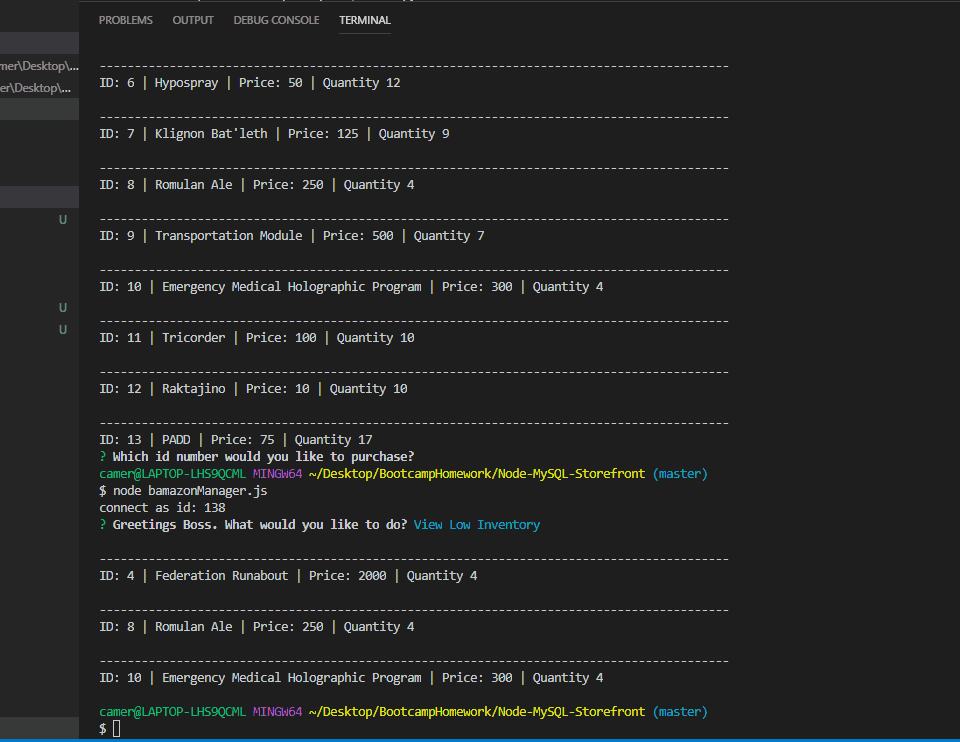 PROBLEMS OUTPUT DEBUG CONSOLE TERMINAL
------------------------------------------------------------------------------------------
mer\Desktop\...
ID: 6 | Hypospray | Price: 50 | Quantity 12
er\Desktop\...
------------------------------------------------------------------------------------------
ID: 7 | Klignon Bat'leth | Price: 125 | Quantity 9
------------------------------------------------------------------------------------------
ID: 8 | Romulan Ale | Price: 250 | Quantity 4
------------------------------------------------------------------------------------------
U
ID: 9 | Transportation Module | Price: 500 | Quantity 7
------------------------------------------------------------------------------------------
ID: 10 | Emergency Medical Holographic Program | Price: 300 | Quantity 4
U
------------------------------------------------------------------------------------------
U
ID: 11 | Tricorder | Price: 100 | Quantity 10
------------------------------------------------------------------------------------------
ID: 12 | Raktajino | Price: 10 | Quantity 10
------------------------------------------------------------------------------------------
ID: 13 | PADD | Price: 75 | Quantity 17
? Which id number would you like to purchase?
camer@LAPTOP-LHS9QCML MINGW64 ~/Desktop/BootcampHomework/Node-MySQL-Storefront (master)
$ node bamazonManager.js
connect as id: 138
? Greetings Boss. What would you like to do? View Low Inventory
------------------------------------------------------------------------------------------
ID: 4 | Federation Runabout | Price: 2000 | Quantity 4
------------------------------------------------------------------------------------------
ID: 8 | Romulan Ale | Price: 250 | Quantity 4
------------------------------------------------------------------------------------------
ID: 10 | Emergency Medical Holographic Program | Price: 300 | Quantity 4
camer@LAPTOP-LHS9QCML MINGW64 ~/Desktop/BootcampHomework/Node-MySQL-Storefront (master)
$